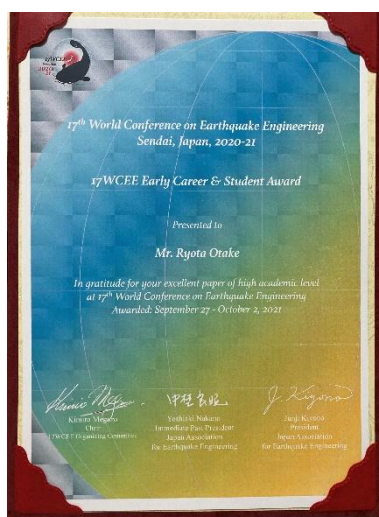 17WCEE
17th World Conference on Earthquake Engineering
Sendai, Japan, 2020-21
17WCEE Early Career & Student Award
Presented to
Mr. Ryota Otake
In gratitude for your excellent paper of high academic level
at 17th World Conference on Earthquake Engineering
Awarded: September 27 - October 2, 2021
Kimiro Meguro
Chair
17WCEE Organizing Committee
Yoshiaki Nakano
Immediate Past President
Japan Association
for Earthquake Engineering
Junji Kiyono
President
Japan Association
for Earthquake Engineering